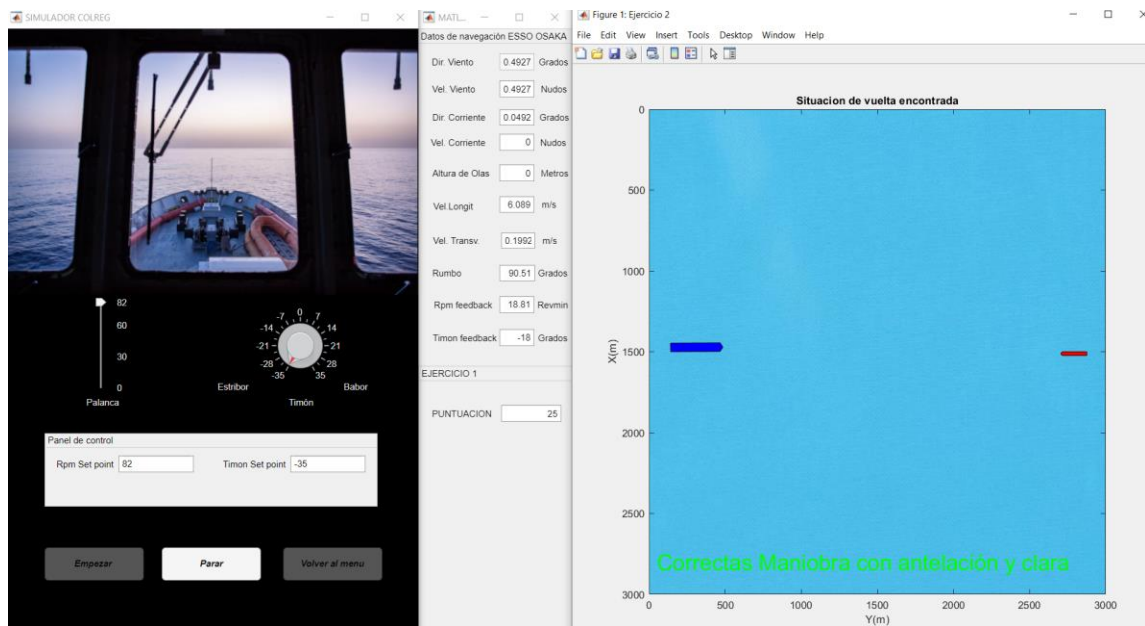 SIMULADOR COLREG
82
60
30
0
Palanca
-35 -28 -21 -14 -7 0 7 14 21 28 35
Estribor
Babor
Timón
Panel de control
Rpm Set point 82 Timon Set point -35
Empezar Parar Volver al menu
MATL...
Datos de navegación ESSO OSAKA
Dir. Viento 0.4927 Grados
Vel. Viento 0.4927 Nudos
Dir. Corriente 0.0492 Grados
Vel. Corriente 0 Nudos
Altura de Olas 0 Metros
Vel.Longit 6.089 m/s
Vel. Transv. 0.1992 m/s
Rumbo 90.51 Grados
Rpm feedback 18.81 Revmin
Timon feedback -18 Grados
EJERCICIO 1
PUNTUACION 25
Figure 1: Ejercicio 2
File Edit View Insert Tools Desktop Window Help
Situacion de vuelta encontrada
0
500
1000
1500
2000
2500
3000
X(m)
Correctas Maniobra con antelación y clara
0 500 1000 1500 2000 2500 3000
Y(m)